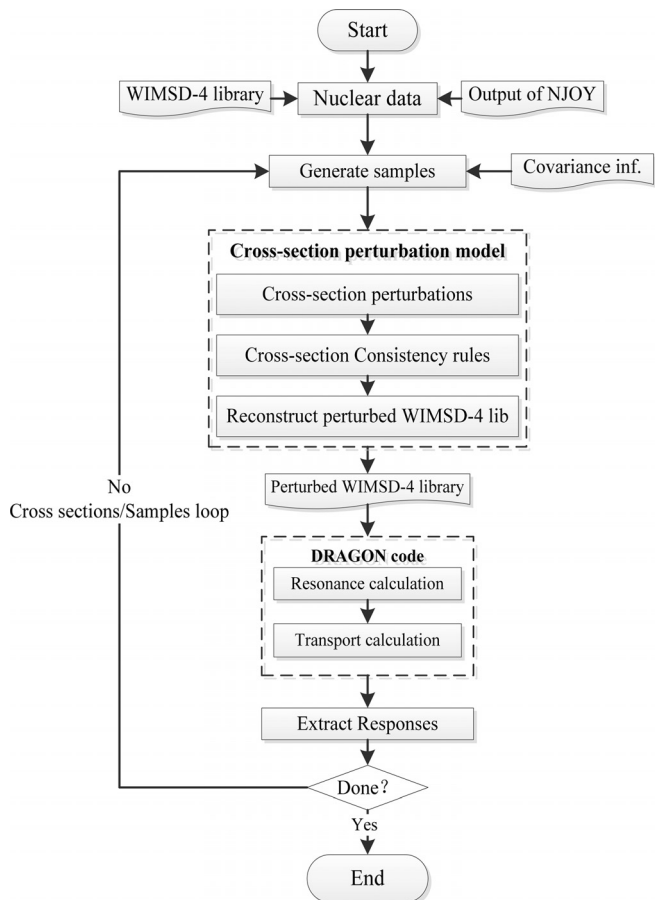 Start
WIMSD-4 library
Nuclear data
Output of NJOY
Generate samples
Covariance inf.
Cross-section perturbation model
Cross-section perturbations
Cross-section Consistency rules
Reconstruct perturbed WIMSD-4 lib
No
Cross sections/Samples loop
Perturbed WIMSD-4 library
DRAGON code
Resonance calculation
Transport calculation
Extract Responses
Done?
Yes
End